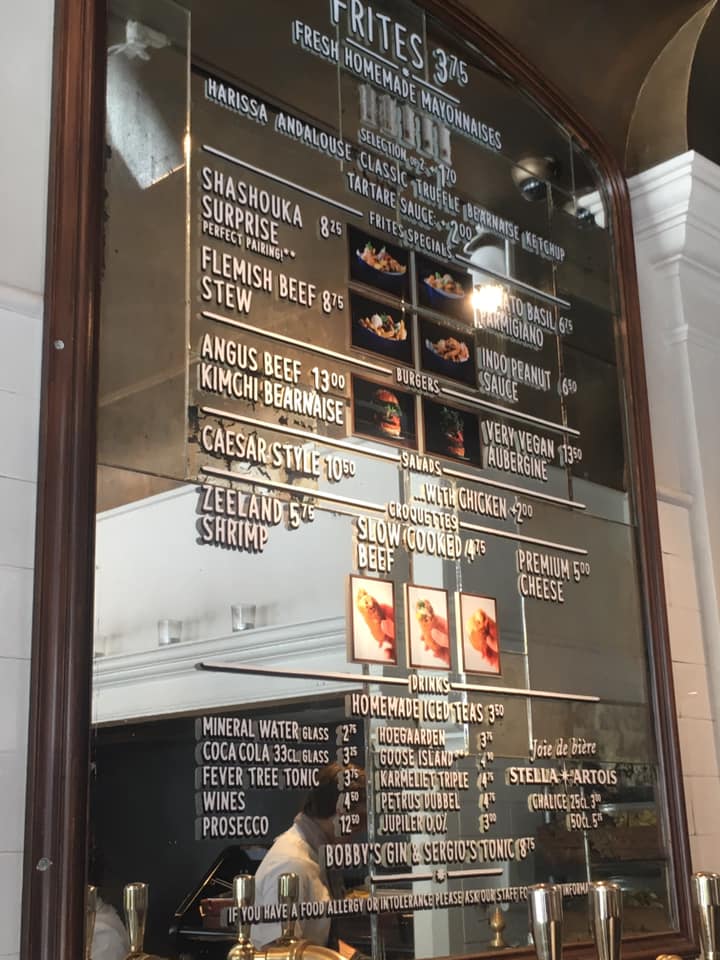 FRITES 3.75
FRESH HOMEMADE MAYONNAISES
SELECTION OF 2 +1.70
HARISSA ANDALOUSE CLASSIC TRUFFLE BEARNAISE KETCHUP
TARTARE SAUCE +2.00
FRITES SPECIALS
SHASHOUKA SURPRISE 8.25
PERFECT PAIRING!**
FLEMISH BEEF STEW 8.75
BASIL PARMIGIANO 6.75
INDO PEANUT SAUCE 6.50
BURGERS
ANGUS BEEF 13.00
KIMCHI BEARNAISE
VERY VEGAN AUBERGINE 13.50
SALADS
CAESAR STYLE 10.50
...WITH CHICKEN +2.00
CROQUETTES
ZEELAND SHRIMP 5.75
SLOW COOKED BEEF 4.75
PREMIUM CHEESE 5.00
DRINKS
HOMEMADE ICED TEAS 3.50
MINERAL WATER GLASS 2.75
COCA COLA 33CL. GLASS 3.25
FEVER TREE TONIC 3.75
WINES 4.50
PROSECCO 12.50
HOEGAARDEN 3.75
GOOSE ISLAND**
KARMELIET TRIPLE 4.75
PETRUS DUBBEL 4.75
JUPILER 0,0% 3.00
Joie de bière
STELLA ARTOIS
CHALICE 25CL. 3.00
50CL.
BOBBY'S GIN & SERGIO'S TONIC 8.75
IF YOU HAVE A FOOD ALLERGY OR INTOLERANCE PLEASE ASK OUR STAFF